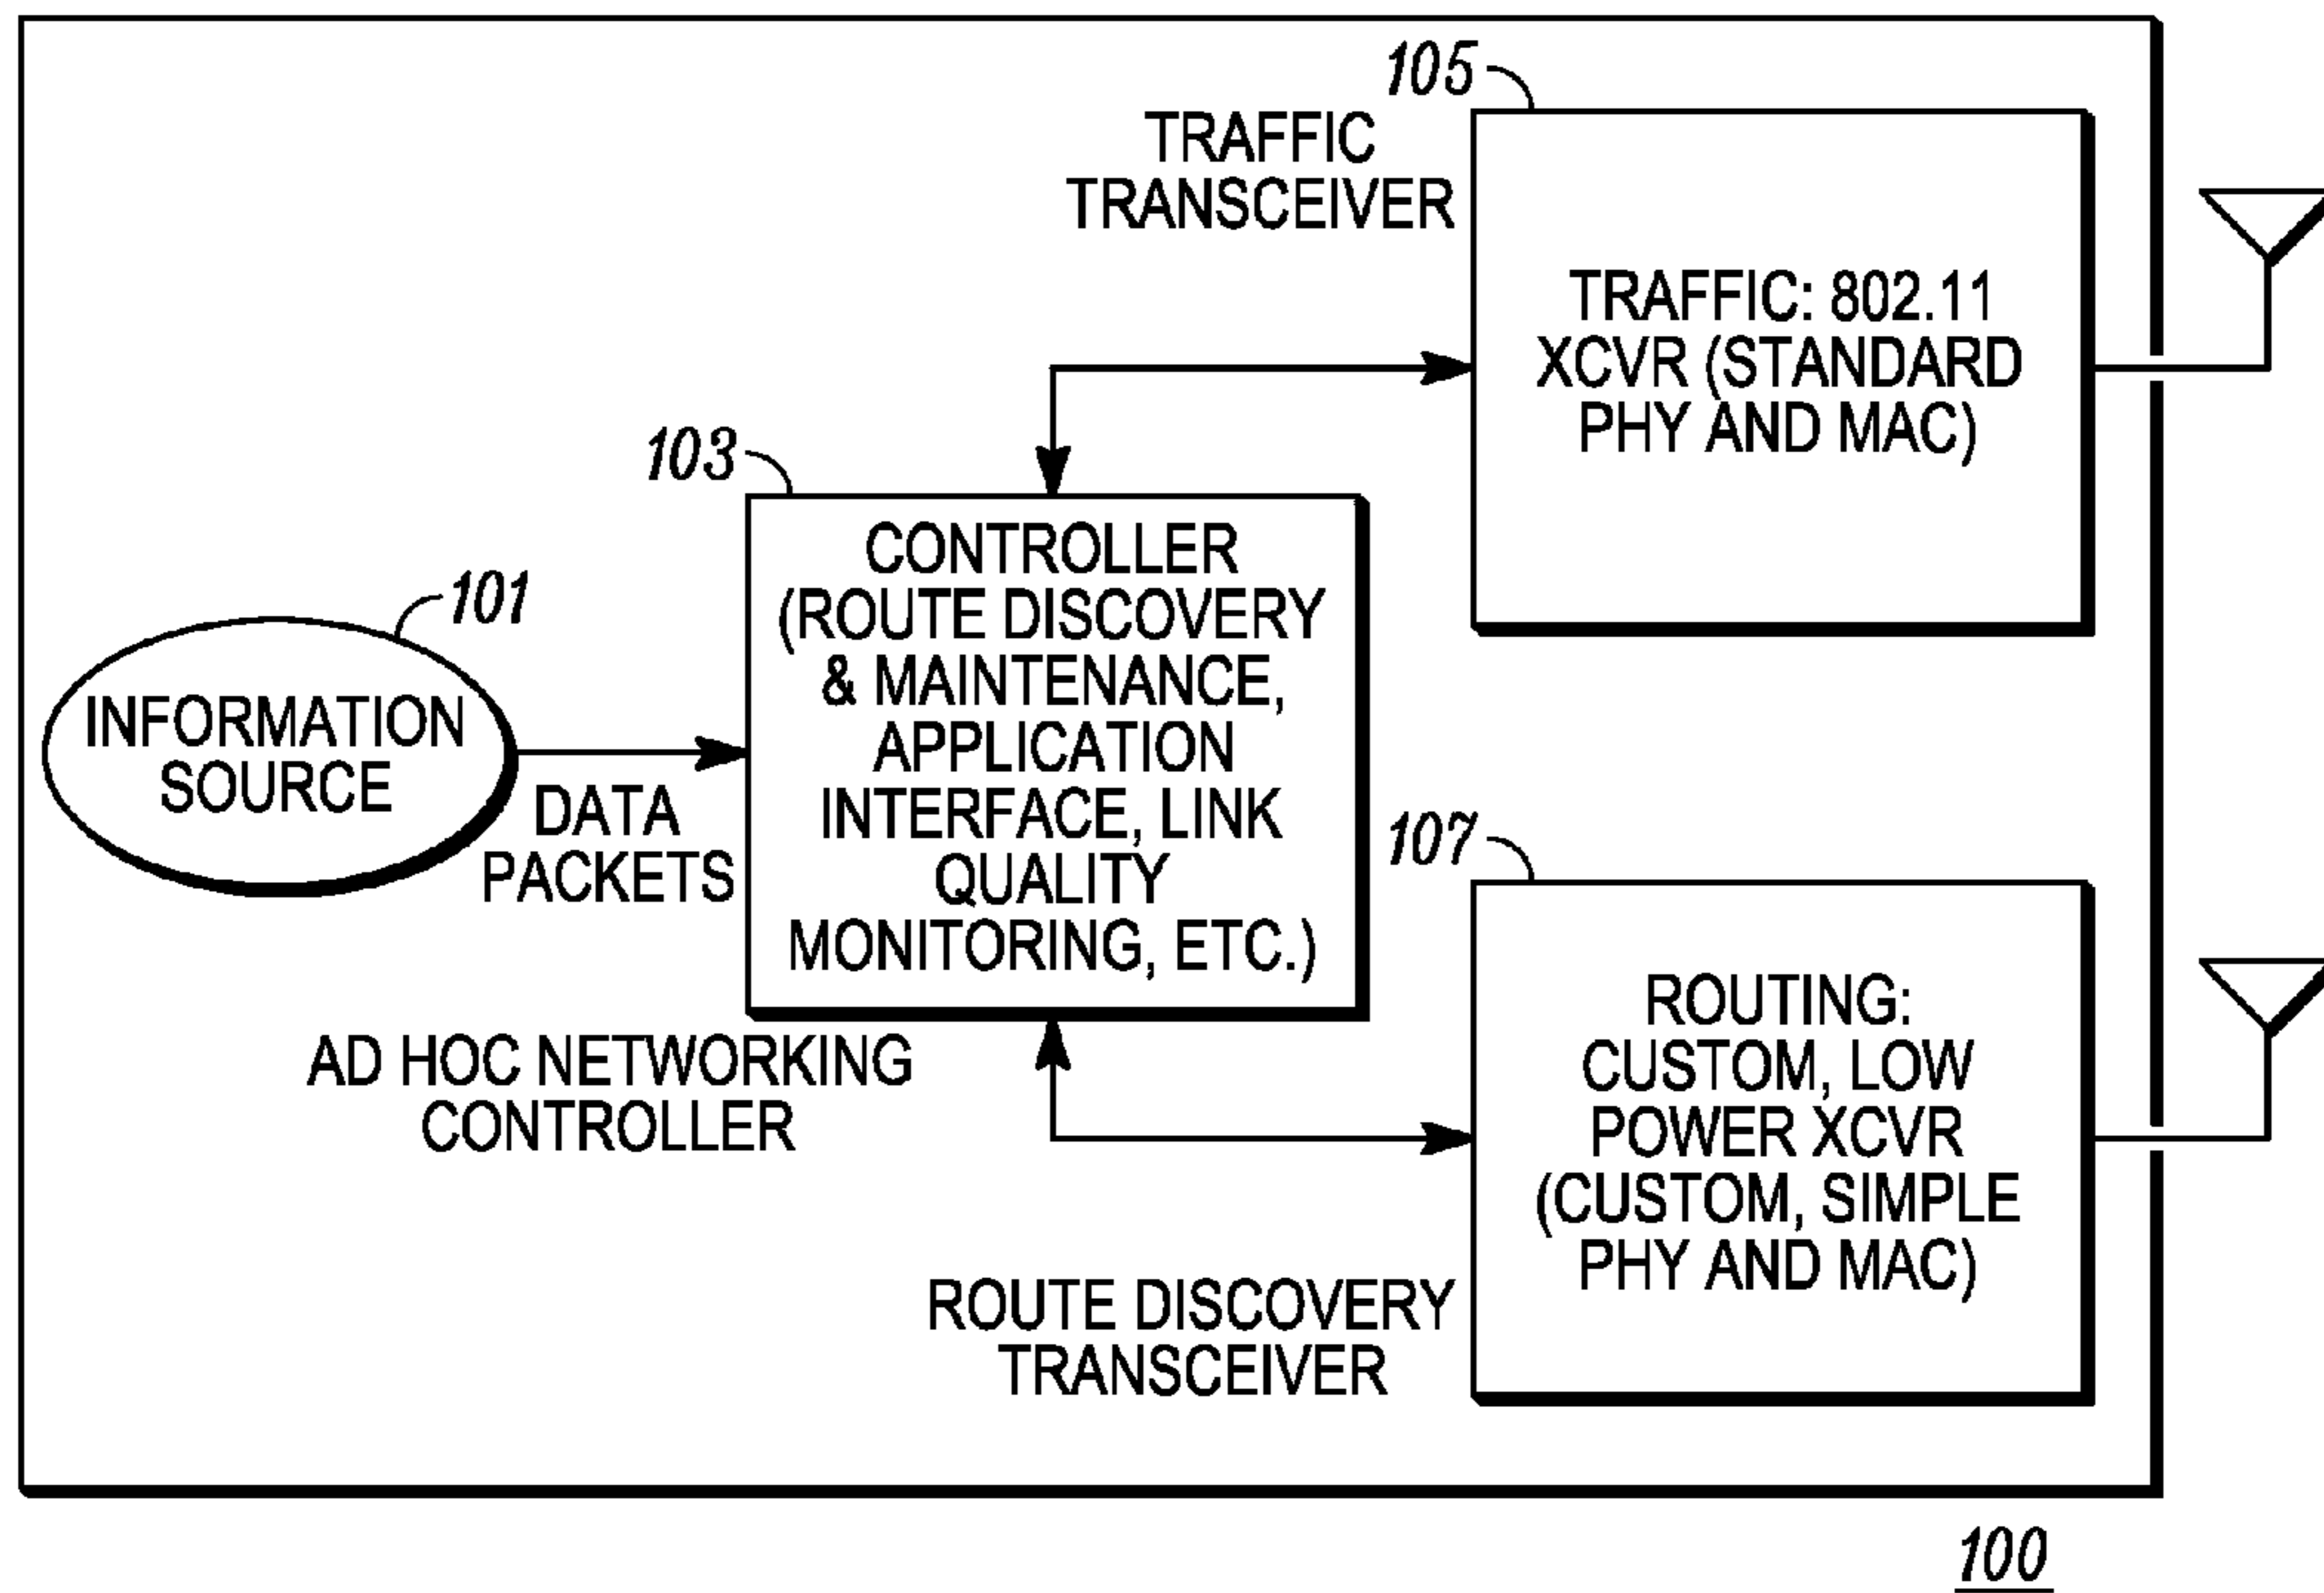 105
TRAFFIC
TRANSCEIVER
TRAFFIC: 802.11
XCVR (STANDARD
PHY AND MAC)
103
CONTROLLER
(ROUTE DISCOVERY
& MAINTENANCE,
APPLICATION
INTERFACE, LINK
QUALITY
MONITORING, ETC.)
101
INFORMATION
SOURCE
DATA
PACKETS
AD HOC NETWORKING
CONTROLLER
107
ROUTING:
CUSTOM, LOW
POWER XCVR
(CUSTOM, SIMPLE
PHY AND MAC)
ROUTE DISCOVERY
TRANSCEIVER
100